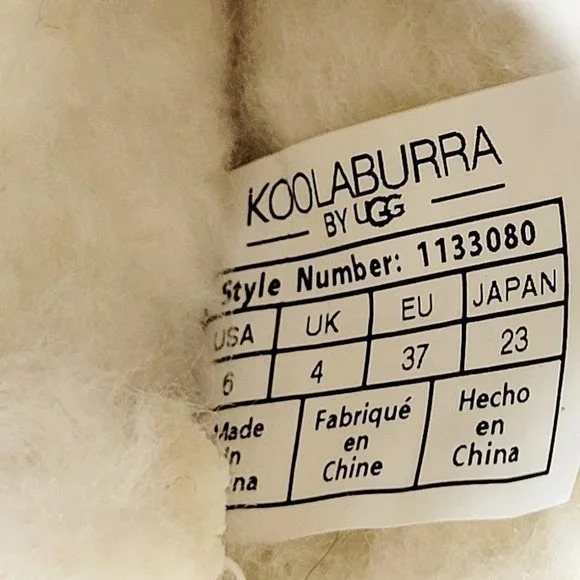 KOOLABURRA
BY UGG
Style Number: 1133080
USA UK EU JAPAN
6 4 37 23
Made Fabriqué Hecho
in en en
na Chine China